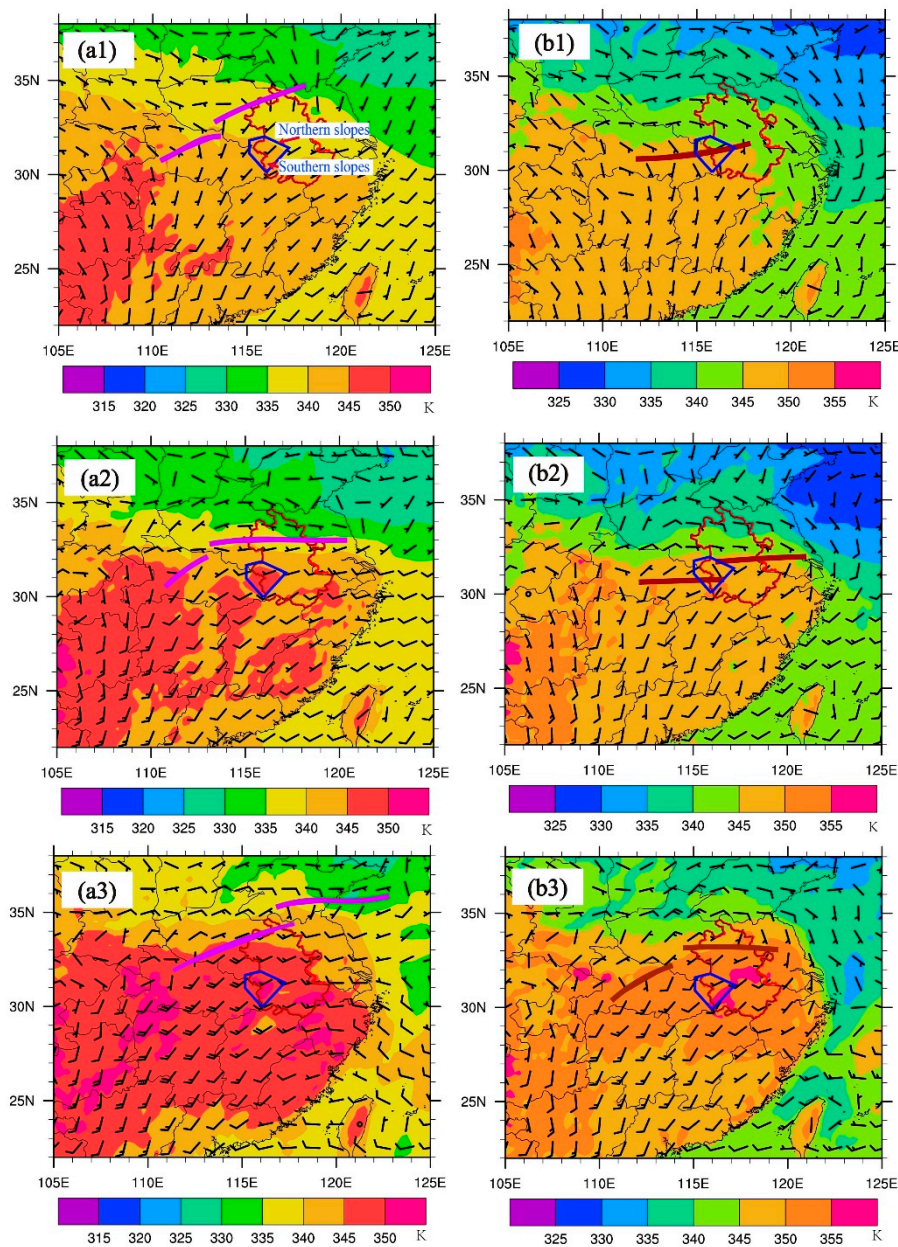 (a1)
35N
Northern slopes
30N
Southern slopes
25N
105E 110E 115E 120E 125E
315 320 325 330 335 340 345 350 K
(b1)
35N
30N
25N
105E 110E 115E 120E 125E
325 330 335 340 345 350 355 K
(a2)
35N
30N
25N
105E 110E 115E 120E 125E
315 320 325 330 335 340 345 350 K
(b2)
35N
30N
25N
105E 110E 115E 120E 125E
325 330 335 340 345 350 355 K
(a3)
35N
30N
25N
105E 110E 115E 120E 125E
315 320 325 330 335 340 345 350 K
(b3)
35N
30N
25N
105E 110E 115E 120E 125E
325 330 335 340 345 350 355 K